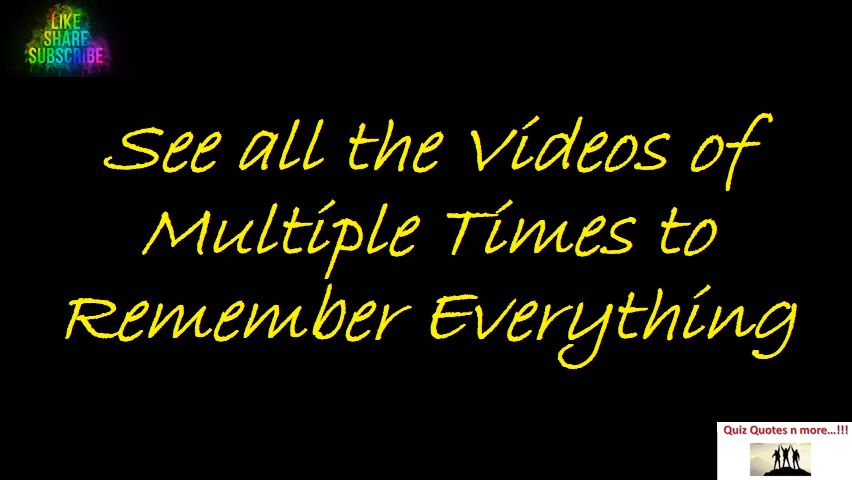 LIKE
SHARE
SUBSCRIBE
See all the Videos of
Multiple Times to
Remember Everything
Quiz Quotes n more...!!!